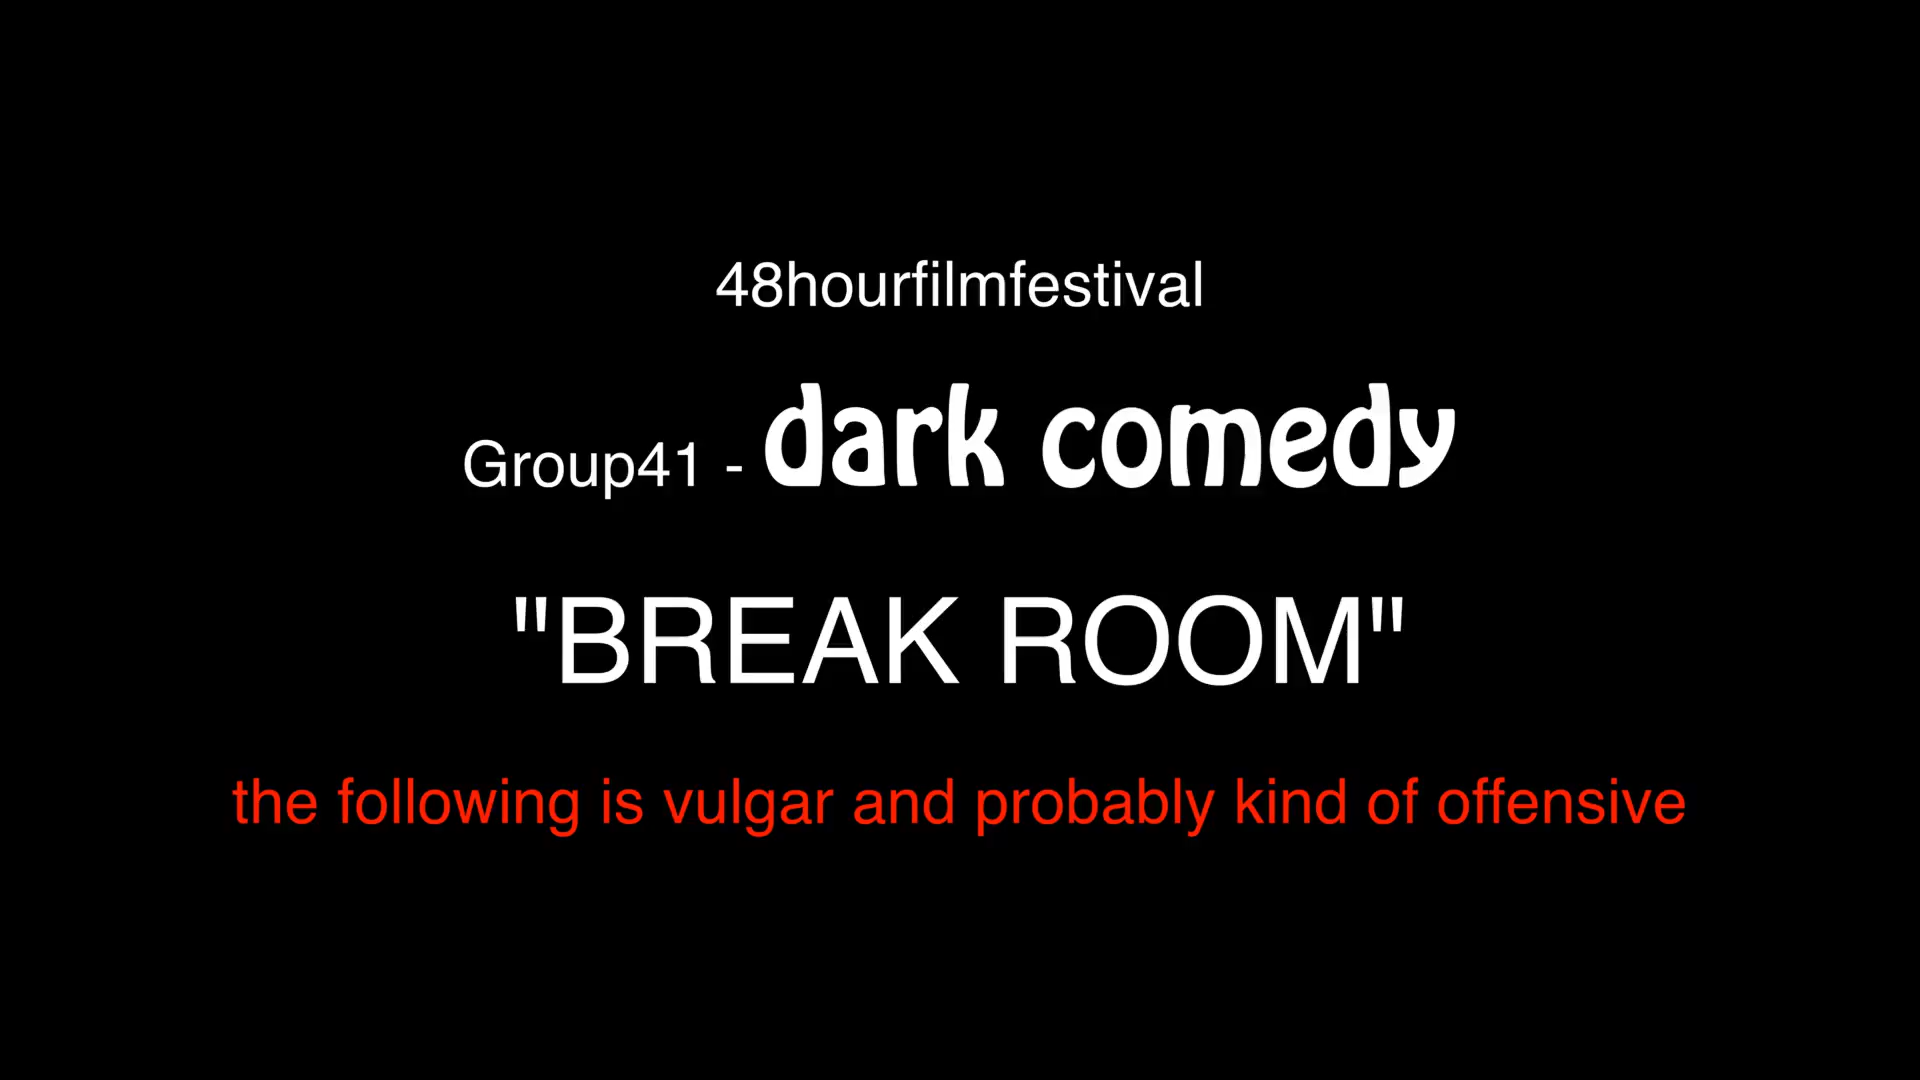 48hourfilmfestival
Group41 - dark comedy
"BREAK ROOM"
the following is vulgar and probably kind of offensive